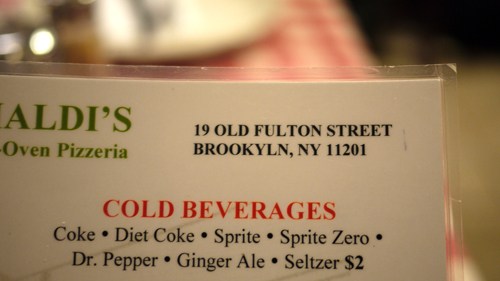 IALDI'S
-Oven Pizzeria
19 OLD FULTON STREET
BROOKYLN, NY 11201
COLD BEVERAGES
Coke • Diet Coke • Sprite • Sprite Zero •
Dr. Pepper • Ginger Ale • Seltzer $2